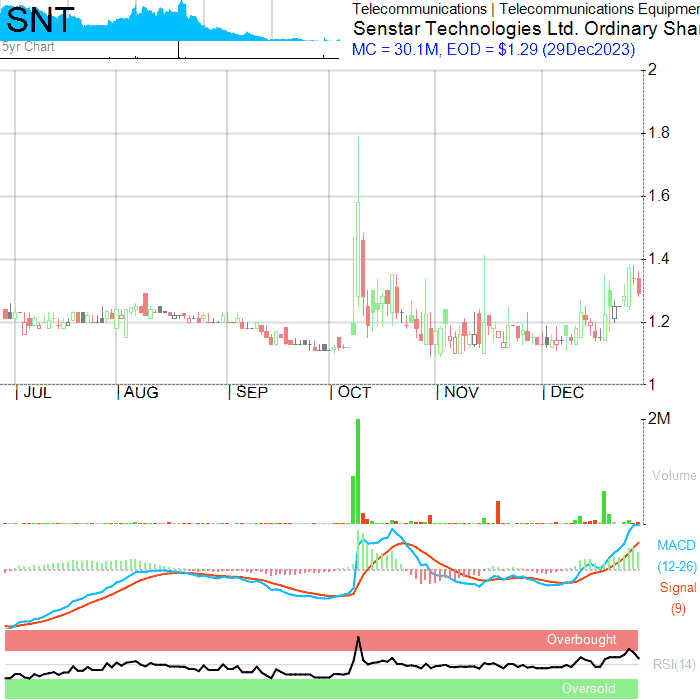 SNT
5yr Chart
Telecommunications | Telecommunications Equipmen
Senstar Technologies Ltd. Ordinary Shar
MC = 30.1M, EOD = $1.29 (29Dec2023)
2
1.8
1.6
1.4
1.2
1
JUL
AUG
SEP
OCT
NOV
DEC
2M
Volume
MACD
(12-26)
Signal
(9)
Overbought
RSI(14)
Oversold